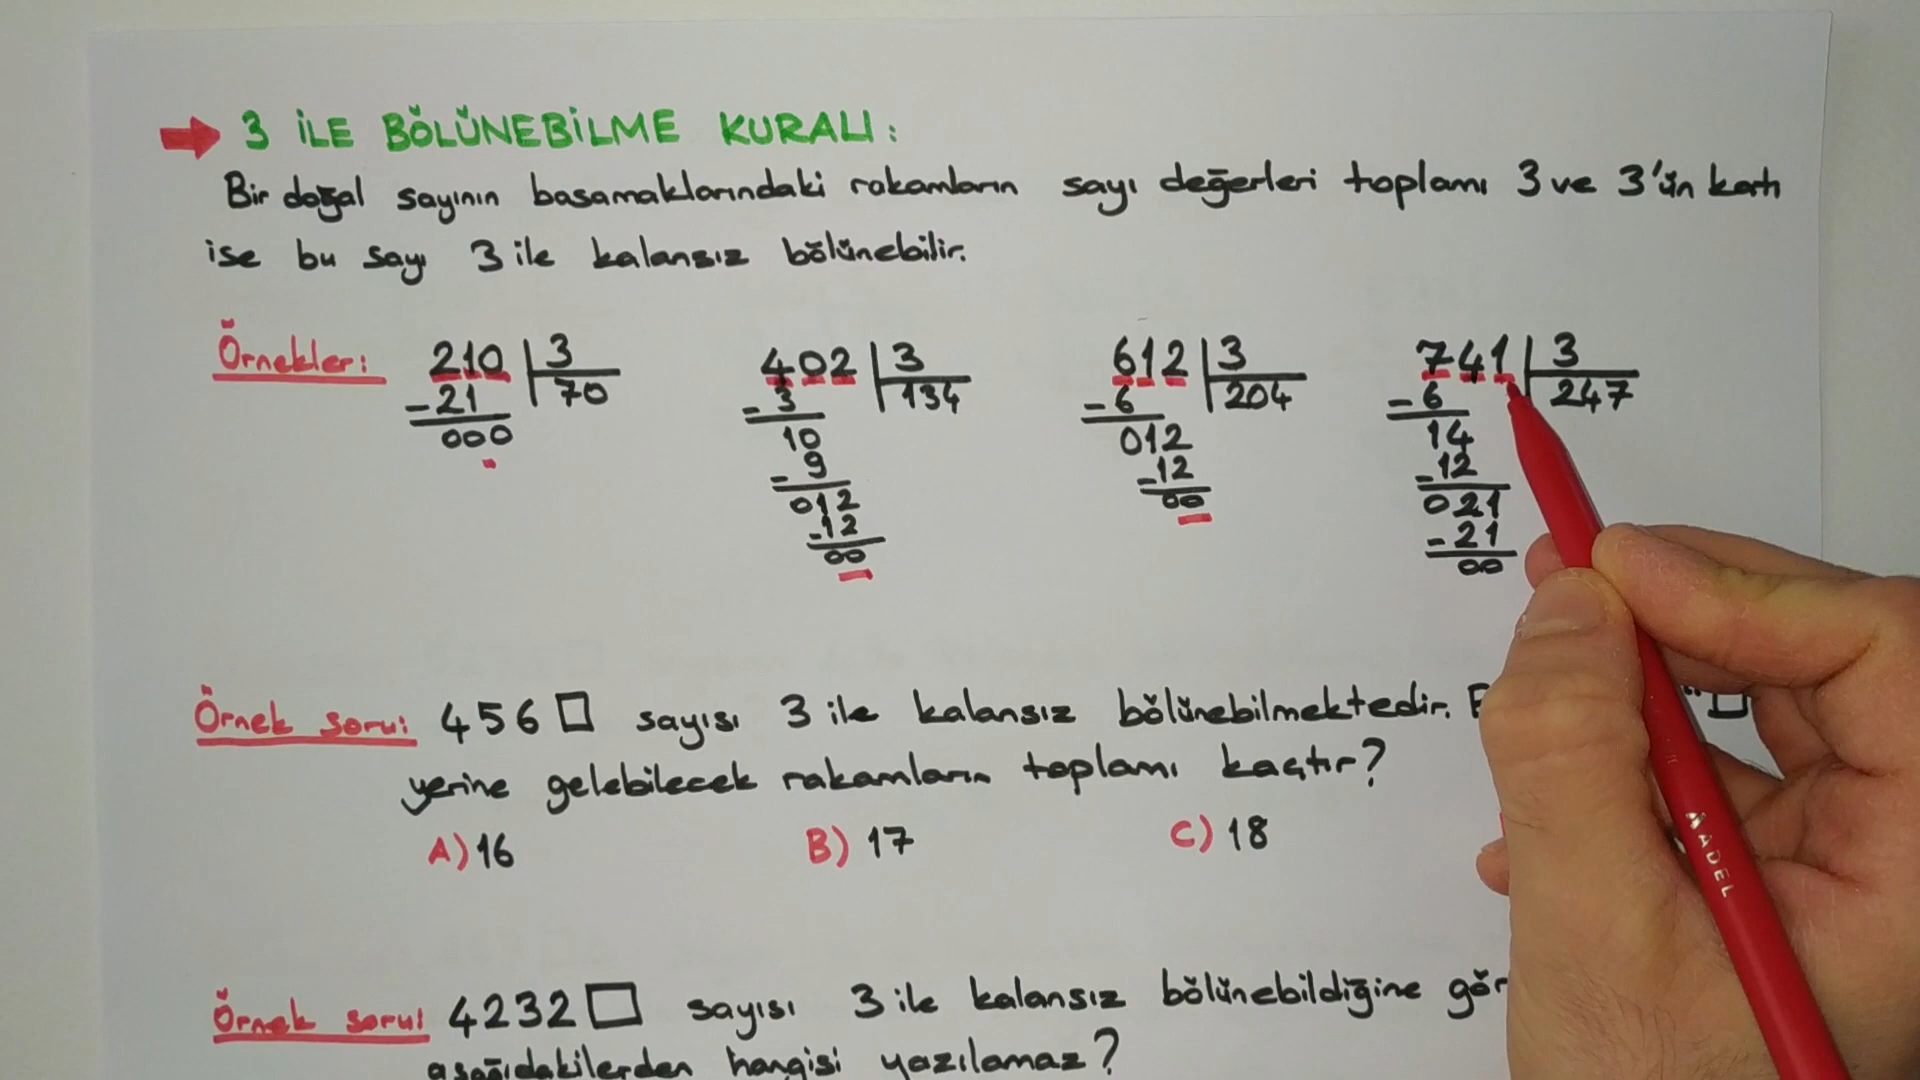 3 İLE BÖLÜNEBİLME KURALI:
Bir doğal sayının basamaklarındaki rakamların sayı değerleri toplamı 3 ve 3'ün katı
ise bu sayı 3 ile kalansız bölünebilir.
Örnekler:
210 | 3
70
-21
000
402 | 3
134
-3
10
-9
012
-12
00
612 | 3
204
-6
012
-12
00
741 | 3
247
-6
14
-12
021
-21
00
Örnek soru: 456□ sayısı 3 ile kalansız bölünebilmektedir. "□
yerine gelebilecek rakamların toplamı kaçtır?
A) 16 B) 17 C) 18
Örnek soru: 4232□ sayısı 3 ile kalansız bölünebildiğine gör
aşağıdakilerden hangisi yazılamaz?
ADEL